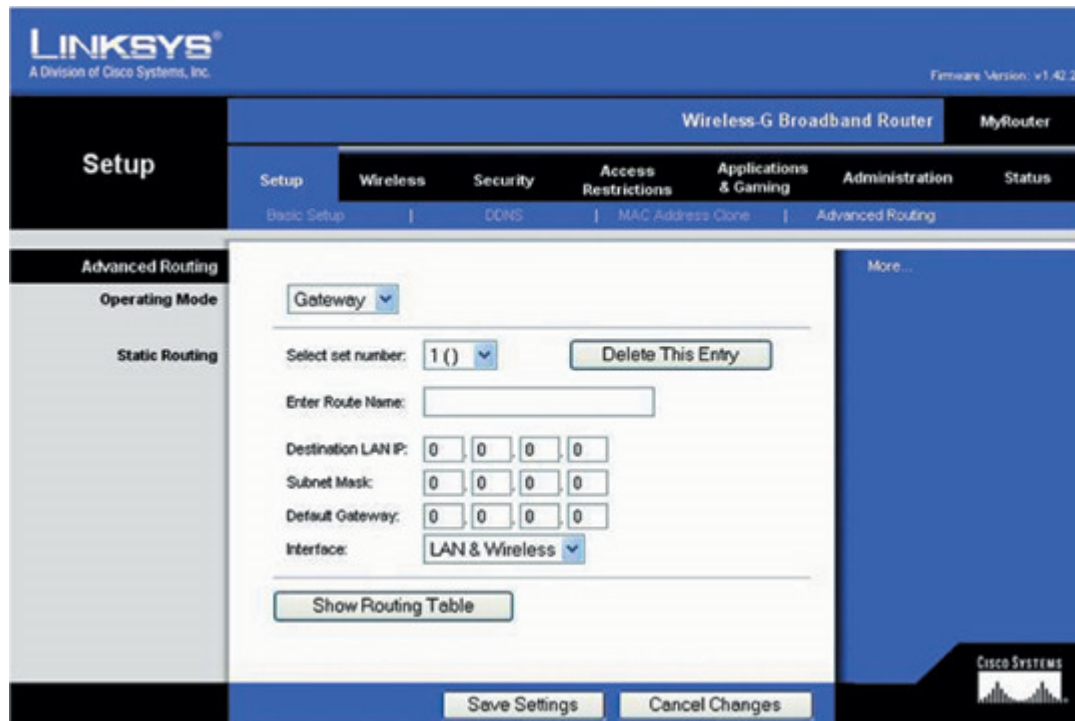 LINKSYS®
A Division of Cisco Systems, Inc.
Firmware Version: v1.42.2
Wireless-G Broadband Router
MyRouter
Setup
Setup
Wireless
Security
Access Restrictions
Applications & Gaming
Administration
Status
Basic Setup | DDNS | MAC Address Clone | Advanced Routing
Advanced Routing
More...
Operating Mode
Gateway
Static Routing
Select set number: 1 () Delete This Entry
Enter Route Name:
Destination LAN IP: 0 . 0 . 0 . 0
Subnet Mask: 0 . 0 . 0 . 0
Default Gateway: 0 . 0 . 0 . 0
Interface: LAN & Wireless
Show Routing Table
CISCO SYSTEMS
Save Settings Cancel Changes